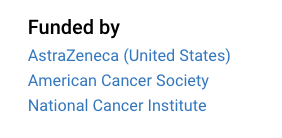 Funded by
AstraZeneca (United States)
American Cancer Society
National Cancer Institute